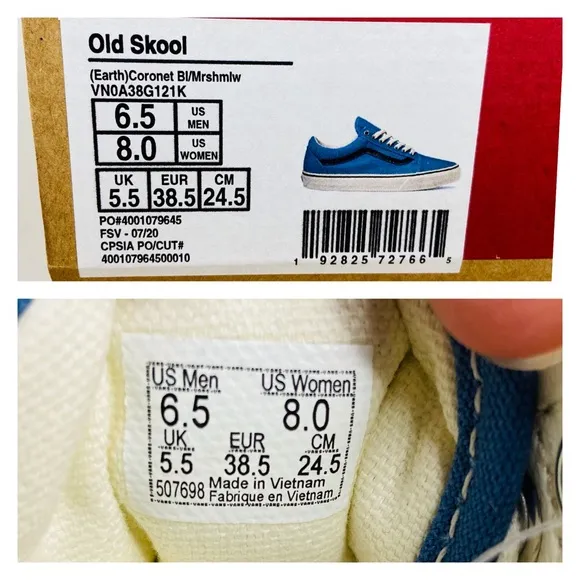 Old Skool
(Earth)Coronet Bl/Mrshmlw
VN0A38G121K
6.5 US MEN
8.0 US WOMEN
UK EUR CM
5.5 38.5 24.5
PO#4001079645
FSV - 07/20
CPSIA PO/CUT#
400107964500010
1 92825 72766 5
US Men US Women
6.5 8.0
UK EUR CM
5.5 38.5 24.5
507698 Made in Vietnam
Fabrique en Vietnam